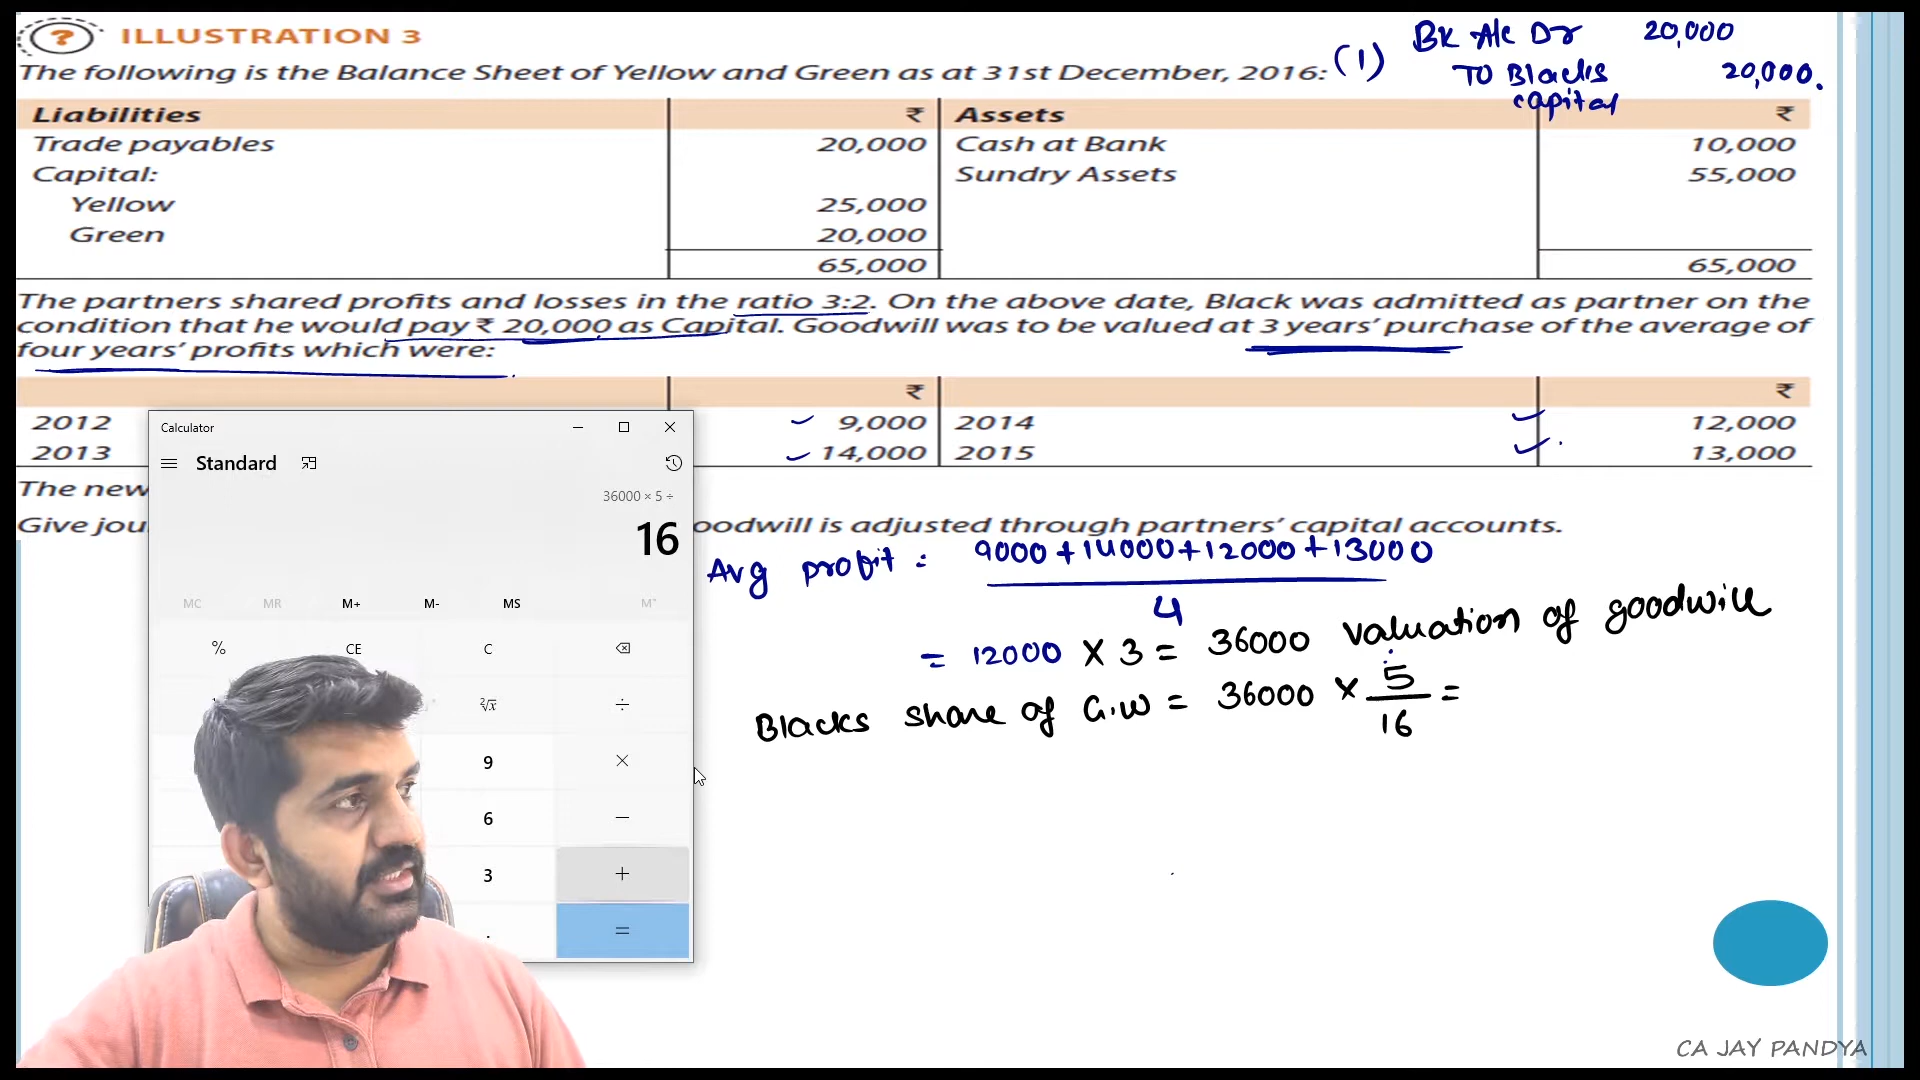 ? ILLUSTRATION 3
The following is the Balance Sheet of Yellow and Green as at 31st December, 2016:
(1) Bk A/c Dr 20,000
TO Blacks 20,000.
capital
Liabilities ₹ Assets ₹
Trade payables 20,000 Cash at Bank 10,000
Capital: Sundry Assets 55,000
Yellow 25,000
Green 20,000
65,000 65,000
The partners shared profits and losses in the ratio 3:2. On the above date, Black was admitted as partner on the
condition that he would pay ₹ 20,000 as Capital. Goodwill was to be valued at 3 years’ purchase of the average of
four years’ profits which were:
₹ ₹
2012 9,000 2014 12,000
2013 14,000 2015 13,000
The new
Give jou
oodwill is adjusted through partners’ capital accounts.
Calculator
Standard
36000 × 5 ÷
16
MC MR M+ M- MS M˅
% CE C
²√x ÷
9 ×
6 −
3 +
. =
Avg profit = 9000+14000+12000+13000
4
= 12000 X 3 = 36000 valuation of goodwill
Blacks share of G.W = 36000 × 5
16 =
CA JAY PANDYA